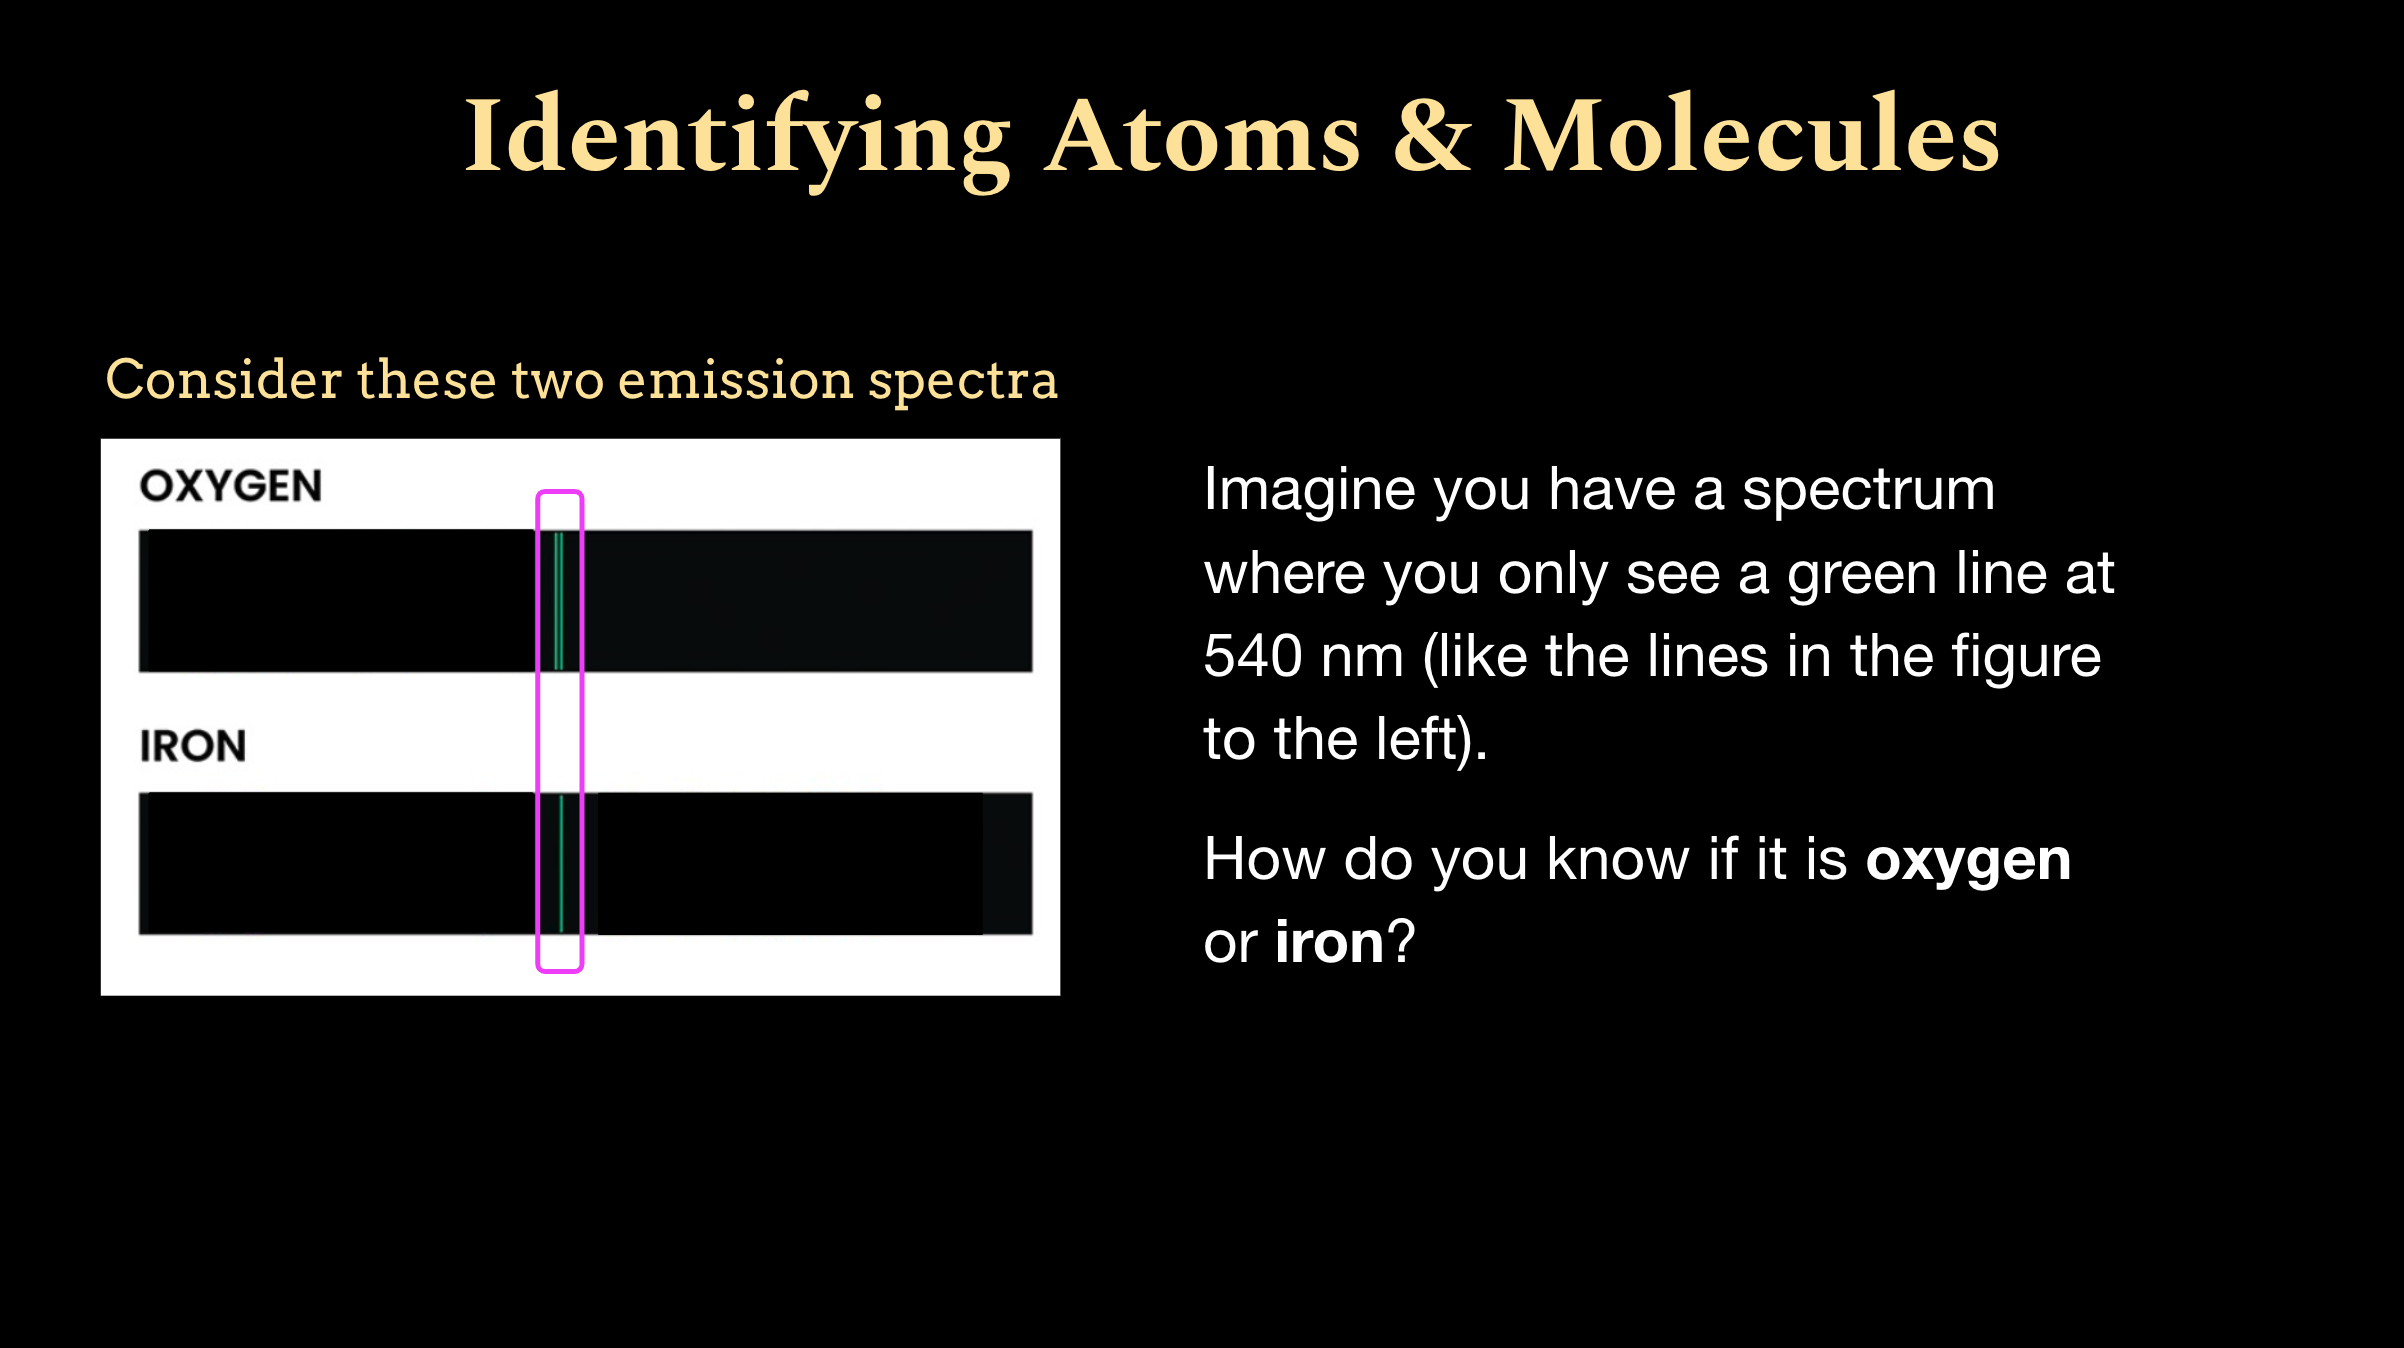 Identifying Atoms & Molecules
Consider these two emission spectra
OXYGEN
IRON
Imagine you have a spectrum
where you only see a green line at
540 nm (like the lines in the figure
to the left).
How do you know if it is oxygen
or iron?